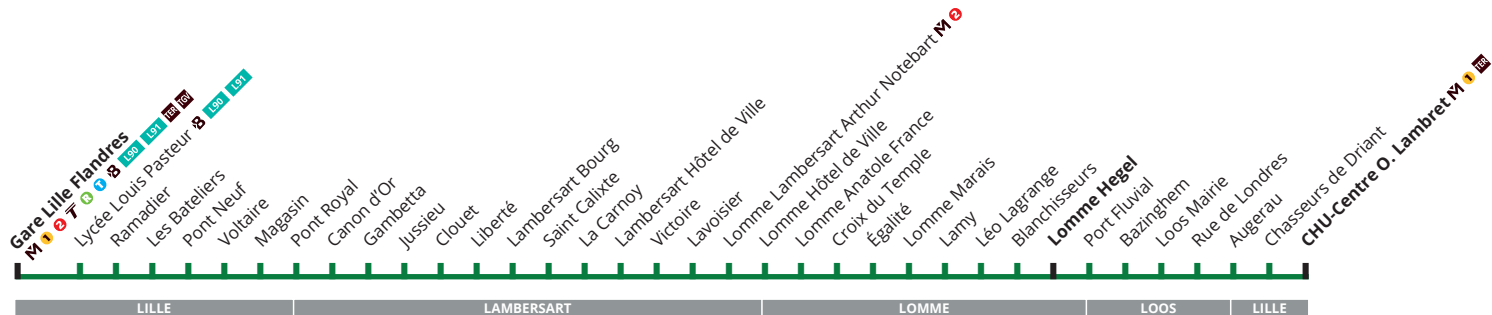 Gare Lille Flandres
M 1 2 T R T B L90 L91 TER TGV
Lycée Louis Pasteur B L90 L91
Ramadier
Les Bateliers
Pont Neuf
Voltaire
Magasin
Pont Royal
Canon d'Or
Gambetta
Jussieu
Clouet
Liberté
Lambersart Bourg
Saint Calixte
La Carnoy
Lambersart Hôtel de Ville
Victoire
Lavoisier
Lomme Lambersart Arthur Notebart M 2
Lomme Hôtel de Ville
Lomme Anatole France
Croix du Temple
Égalité
Lomme Marais
Lamy
Léo Lagrange
Blanchisseurs
Lomme Hegel
Port Fluvial
Bazinghem
Loos Mairie
Rue de Londres
Augerau
Chasseurs de Driant
CHU-Centre O. Lambret M 1 TER
LILLE
LAMBERSART
LOMME
LOOS
LILLE